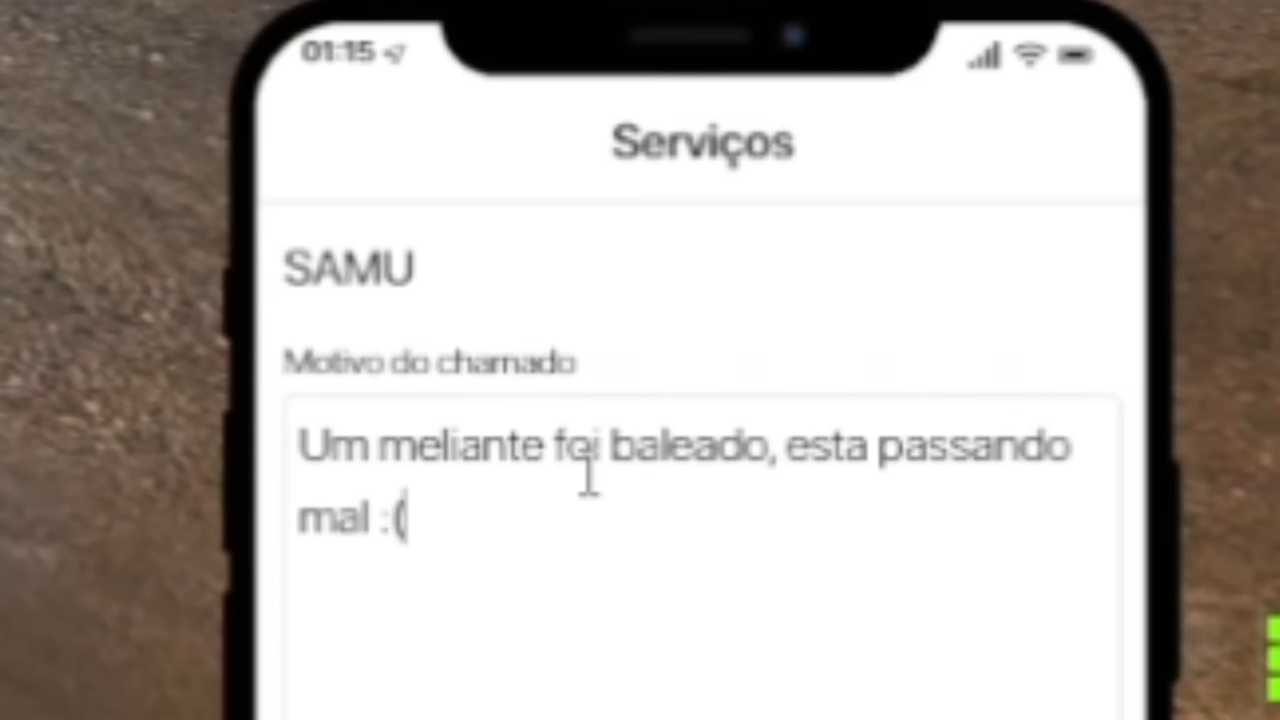 01:15
Serviços
SAMU
Motivo do chamado
Um meliante foi baleado, esta passando
mal :(